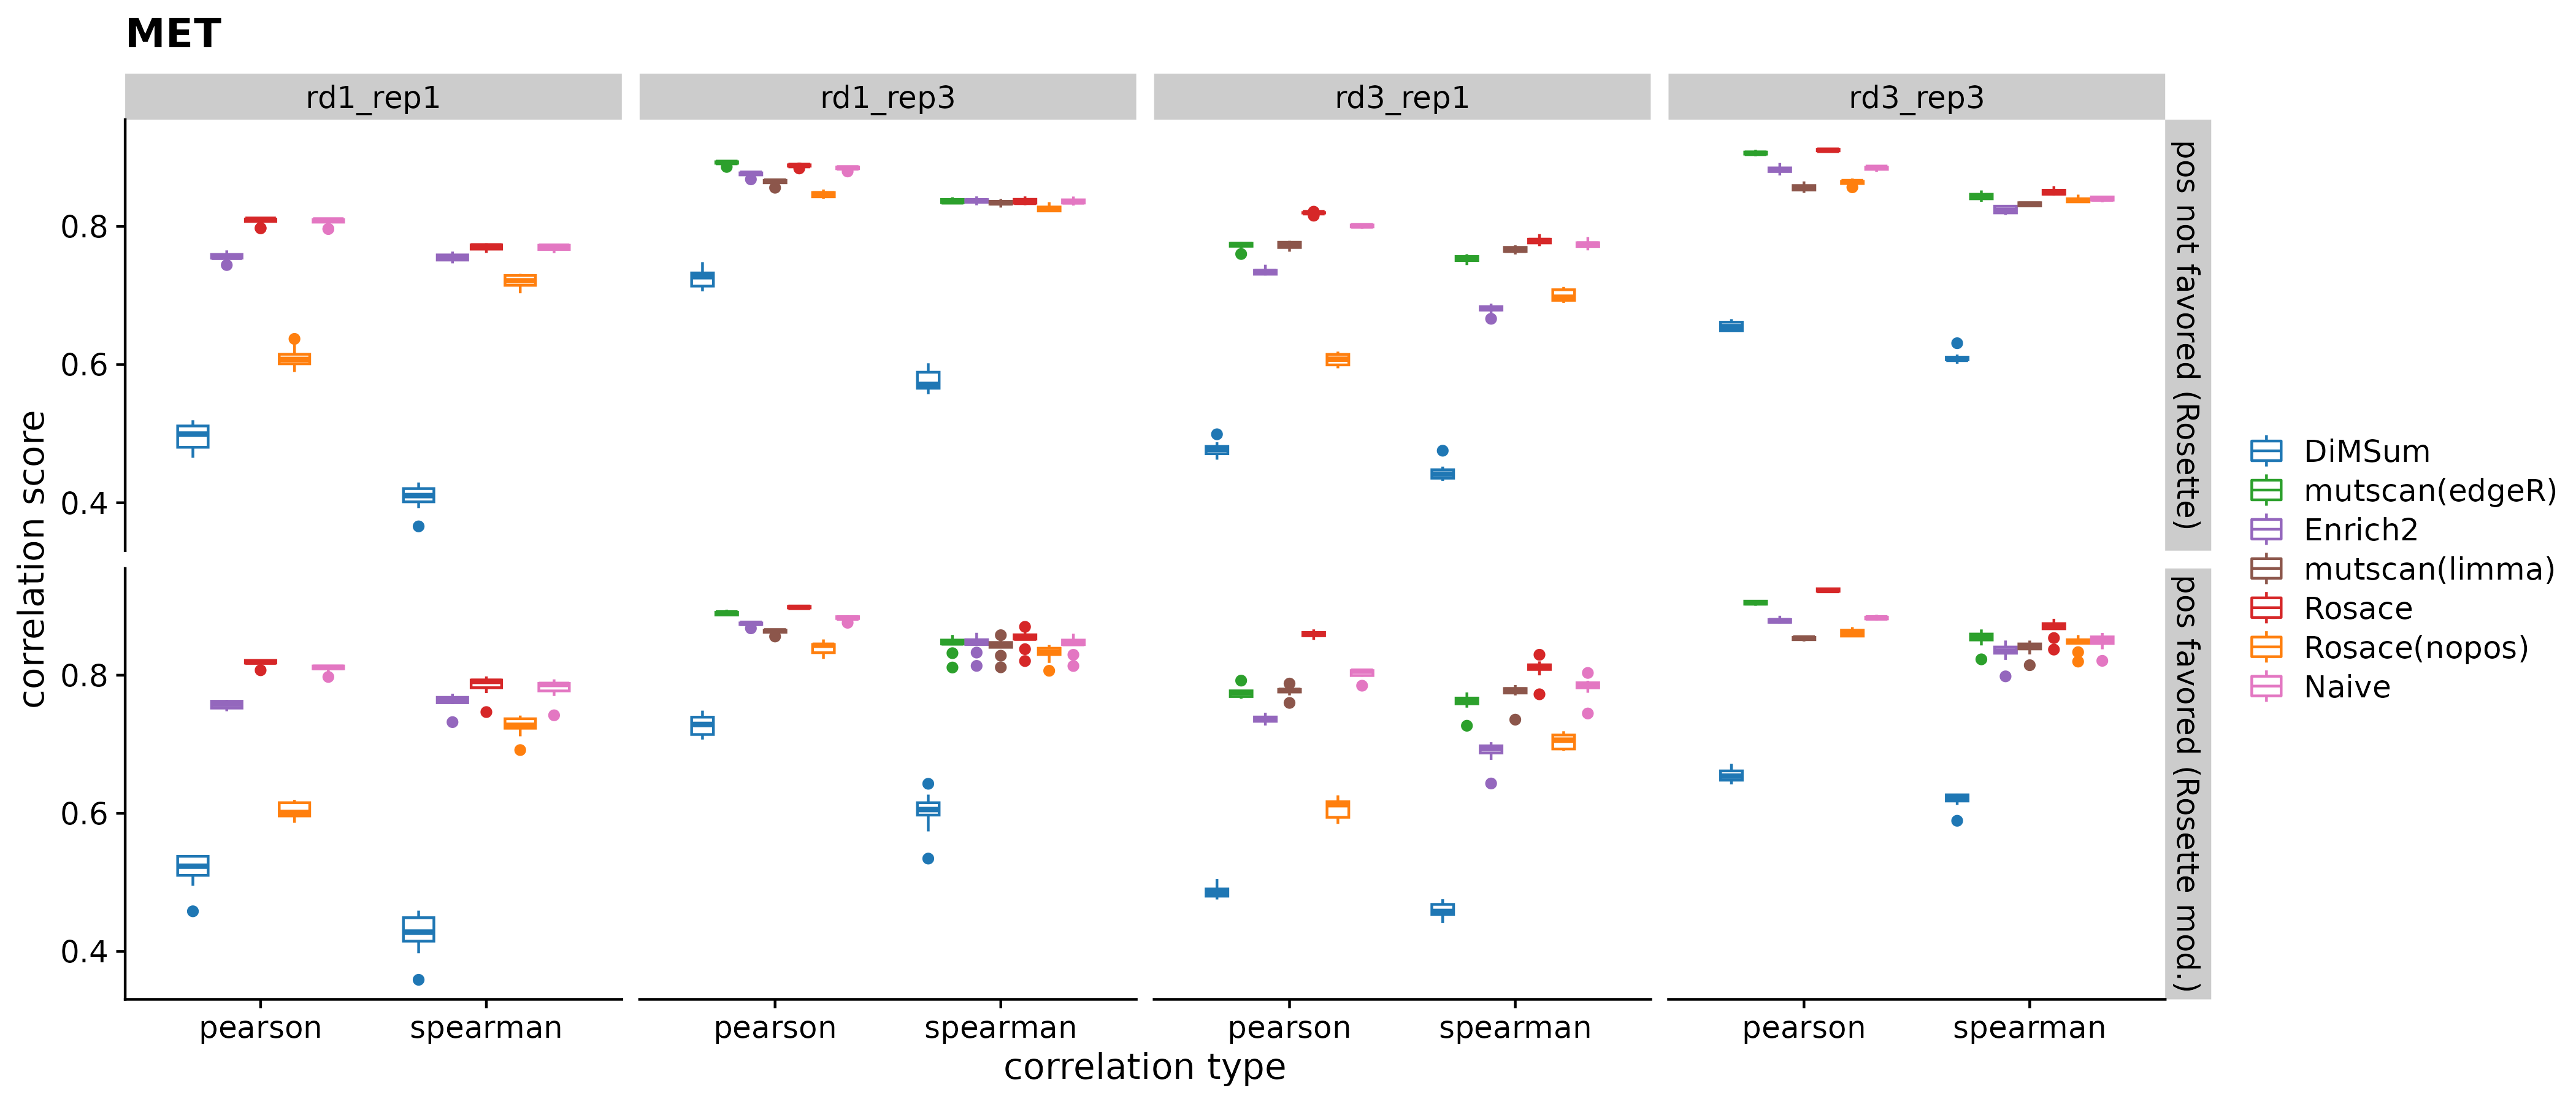 MET
rd1_rep1
rd1_rep3
rd3_rep1
rd3_rep3
correlation score
0.8
0.6
0.4
pos not favored (Rosette)
0.8
0.6
0.4
pos favored (Rosette mod.)
pearson
spearman
pearson
spearman
pearson
spearman
pearson
spearman
correlation type
DiMSum
mutscan(edgeR)
Enrich2
mutscan(limma)
Rosace
Rosace(nopos)
Naive